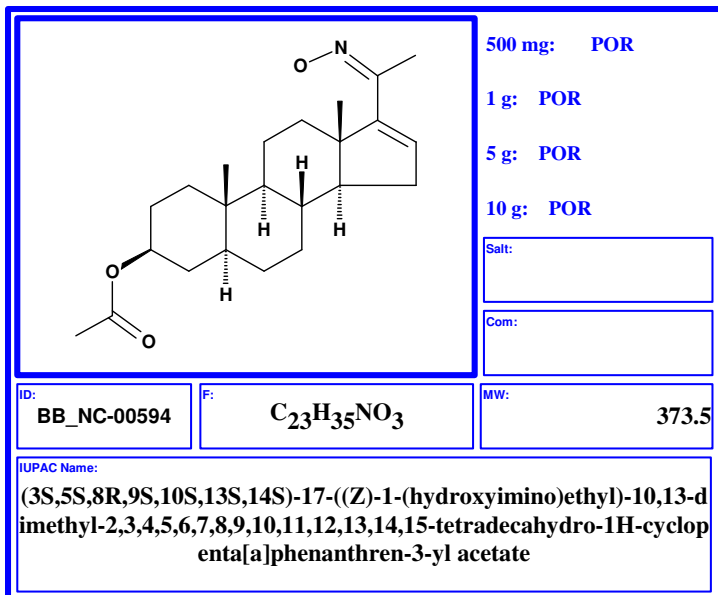 500 mg: POR
1 g: POR
5 g: POR
10 g: POR
Salt:
Com:
N
O
H
H
H
H
O
O
ID:
BB_NC-00594
F:
C23H35NO3
MW:
373.5
IUPAC Name:
(3S,5S,8R,9S,10S,13S,14S)-17-((Z)-1-(hydroxyimino)ethyl)-10,13-d
imethyl-2,3,4,5,6,7,8,9,10,11,12,13,14,15-tetradecahydro-1H-cyclop
enta[a]phenanthren-3-yl acetate